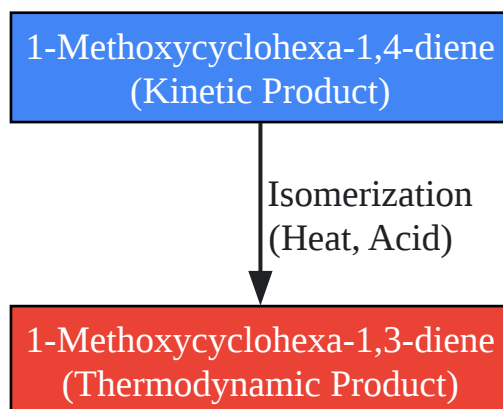 1-Methoxycyclohexa-1,4-diene
(Kinetic Product)
Isomerization
(Heat, Acid)
1-Methoxycyclohexa-1,3-diene
(Thermodynamic Product)